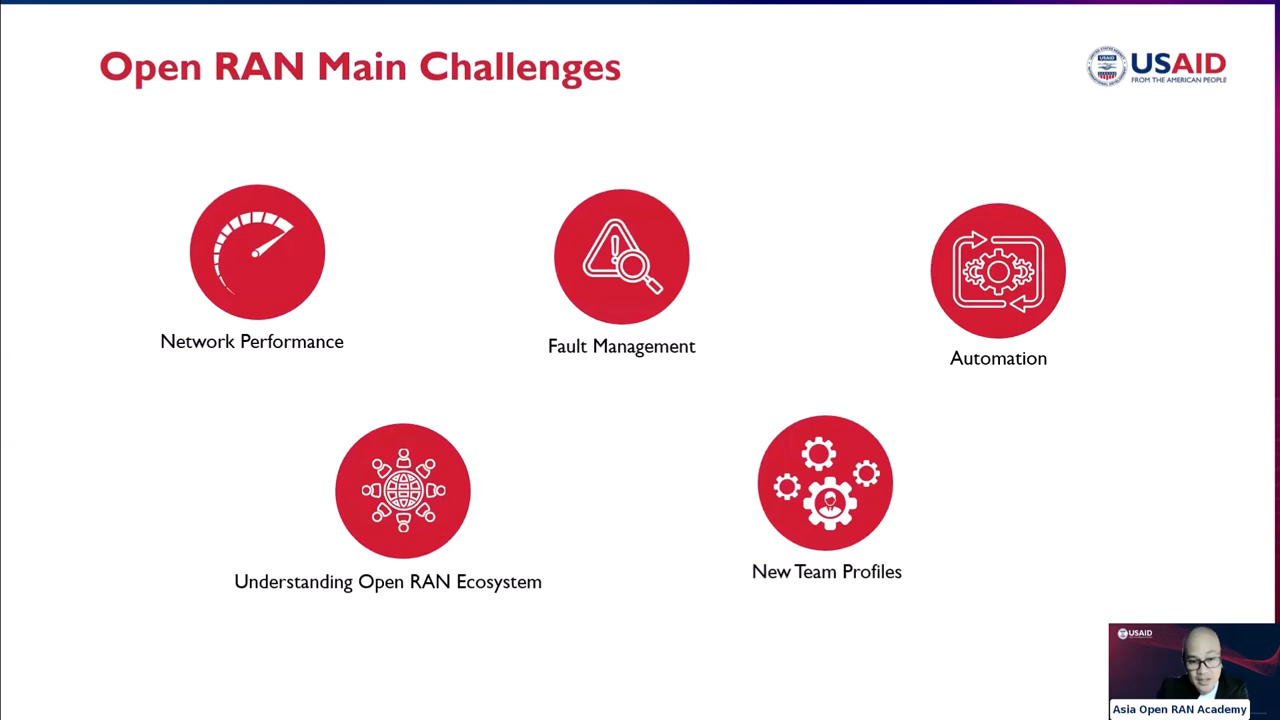 Open RAN Main Challenges
USAID
FROM THE AMERICAN PEOPLE
Network Performance
Fault Management
Automation
Understanding Open RAN Ecosystem
New Team Profiles
USAID
Asia Open RAN Academy